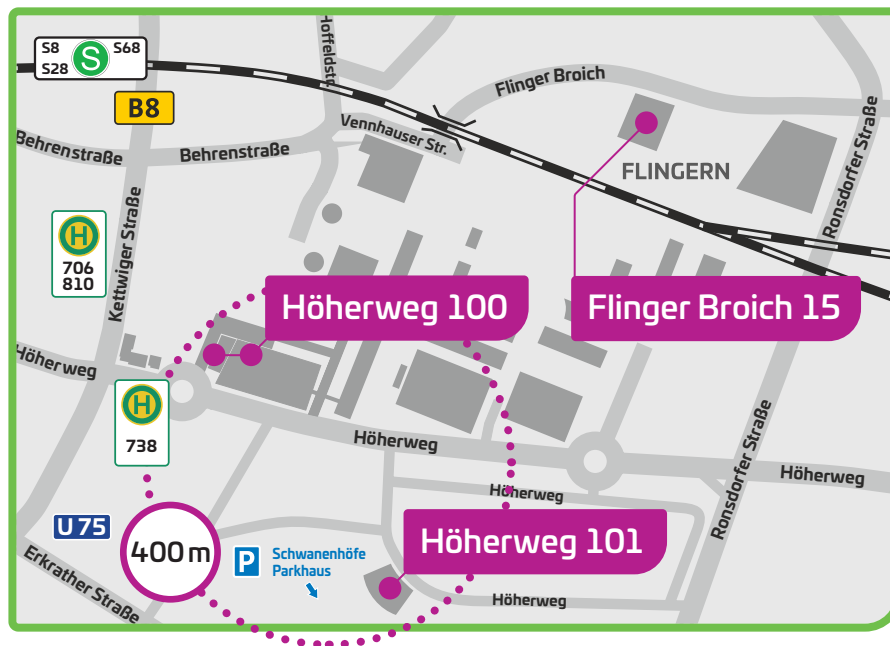 S8 S S68
S28
B8
Hoffeldstr.
Flinger Broich
Vennhauser Str.
Behrenstraße
Behrenstraße
FLINGERN
Ronsdorfer Straße
Kettwiger Straße
H
706
810
Höherweg 100
Flinger Broich 15
Höherweg
H
738
Höherweg
Ronsdorfer Straße
Höherweg
Höherweg
U 75
400 m
Höherweg 101
P Schwanenhöfe
Parkhaus
Erkrather Straße
Höherweg